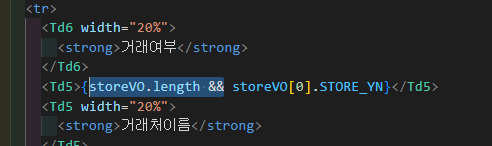 <tr>
<Td6 width="20%">
<strong>거래여부</strong>
</Td6>
<Td5>{storeVO.length && storeVO[0].STORE_YN}</Td5>
<Td5 width="20%">
<strong>거래처이름</strong>
</Td5>